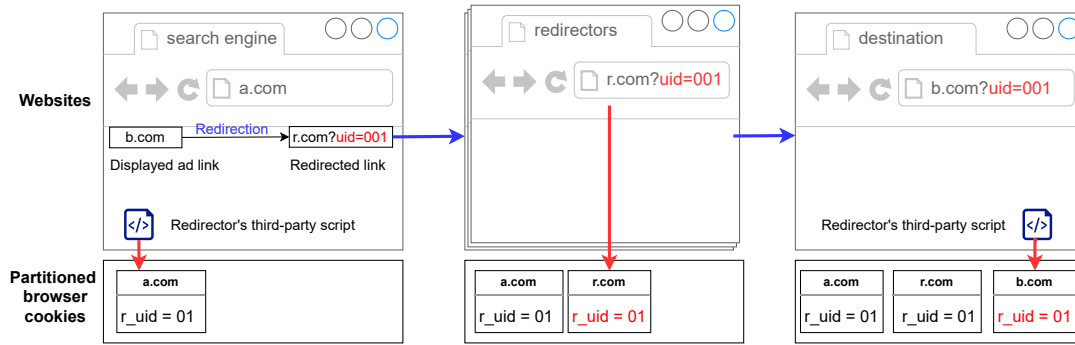 search engine
redirectors
destination
a.com
r.com?uid=001
b.com?uid=001
Websites
b.com
Redirection
r.com?uid=001
Displayed ad link
Redirected link
Redirector's third-party script
Redirector's third-party script
Partitioned
browser
cookies
a.com
r_uid = 01
a.com
r_uid = 01
r.com
r_uid = 01
a.com
r_uid = 01
r.com
r_uid = 01
b.com
r_uid = 01